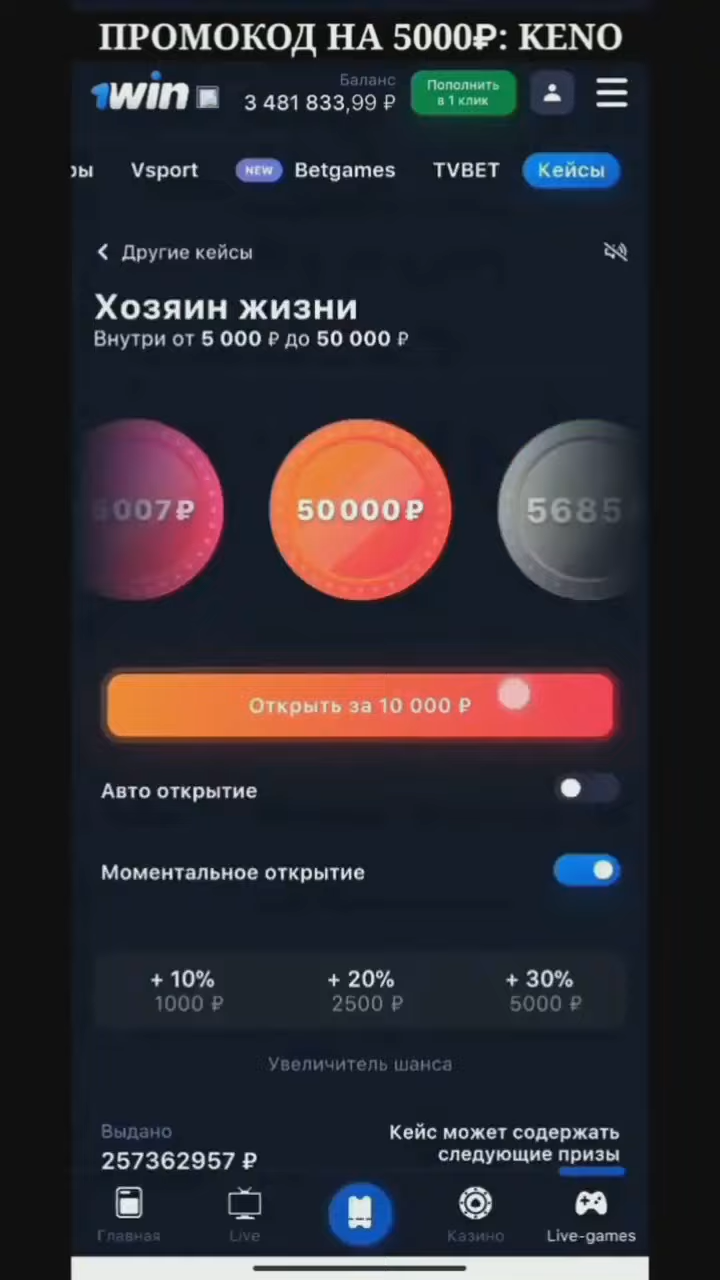 ПРОМОКОД НА 5000₽: KENO
1win
Баланс
3 481 833,99 ₽
Пополнить
в 1 клик
ры Vsport NEW Betgames TVBET Кейсы
Другие кейсы
Хозяин жизни
Внутри от 5 000 ₽ до 50 000 ₽
5007₽ 50000₽ 5685
Открыть за 10 000 ₽
Авто открытие
Моментальное открытие
+ 10% + 20% + 30%
1000 ₽ 2500 ₽ 5000 ₽
Увеличитель шанса
Выдано
257362957 ₽
Кейс может содержать
следующие призы
Главная Live Казино Live-games